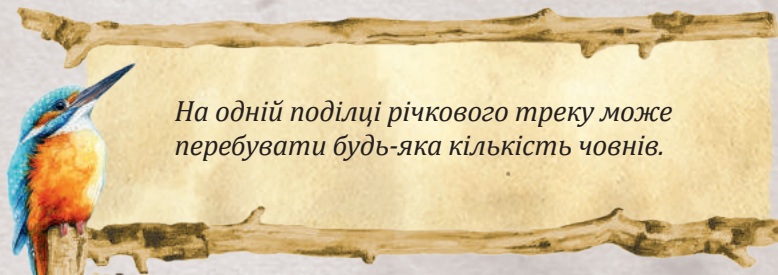 На одній поділці річкового треку може
перебувати будь-яка кількість човнів.